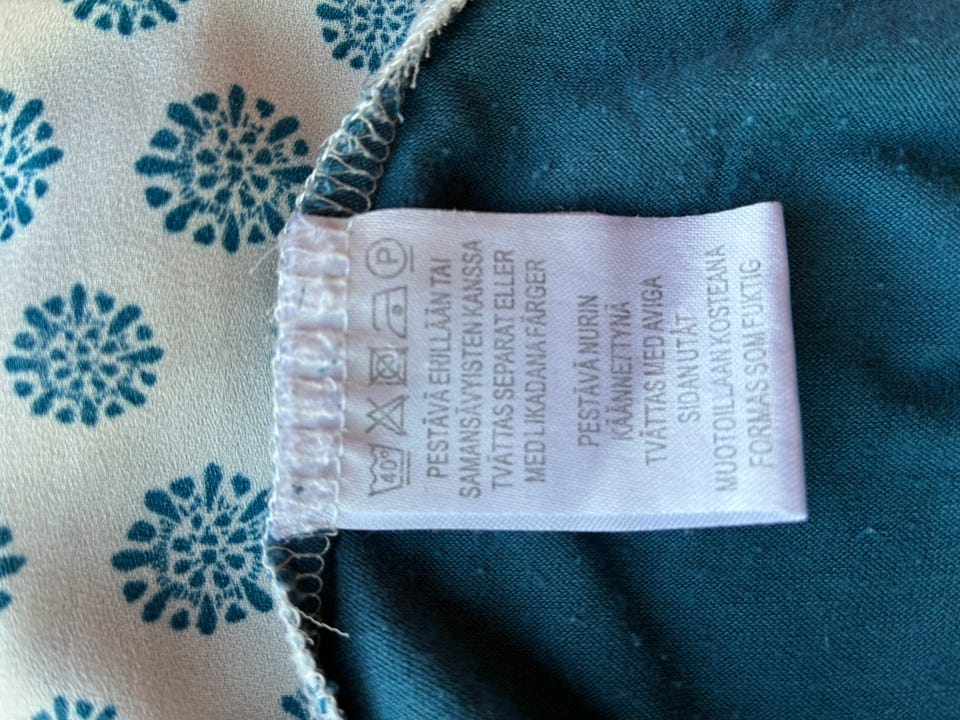 40° P
PESTÄVÄ ERILLÄÄN TAI
SAMANSÄVYISTEN KANSSA
TVÄTTAS SEPARAT ELLER
MED LIKADANA FÄRGER
PESTÄVÄ NURIN
KÄÄNNETTYNÄ
TVÄTTAS MED AVIGA
SIDAN UTÅT
MUOTOILLAAN KOSTEANA
FORMAS SOM FUKTIG